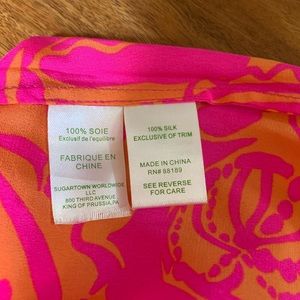 100% SOIE
Exclusif de l'equilibre
FABRIQUE EN
CHINE
SUGARTOWN WORLDWIDE
LLC
800 THIRD AVENUE
KING OF PRUSSIA,PA
100% SILK
EXCLUSIVE OF TRIM
MADE IN CHINA
RN# 88189
SEE REVERSE
FOR CARE